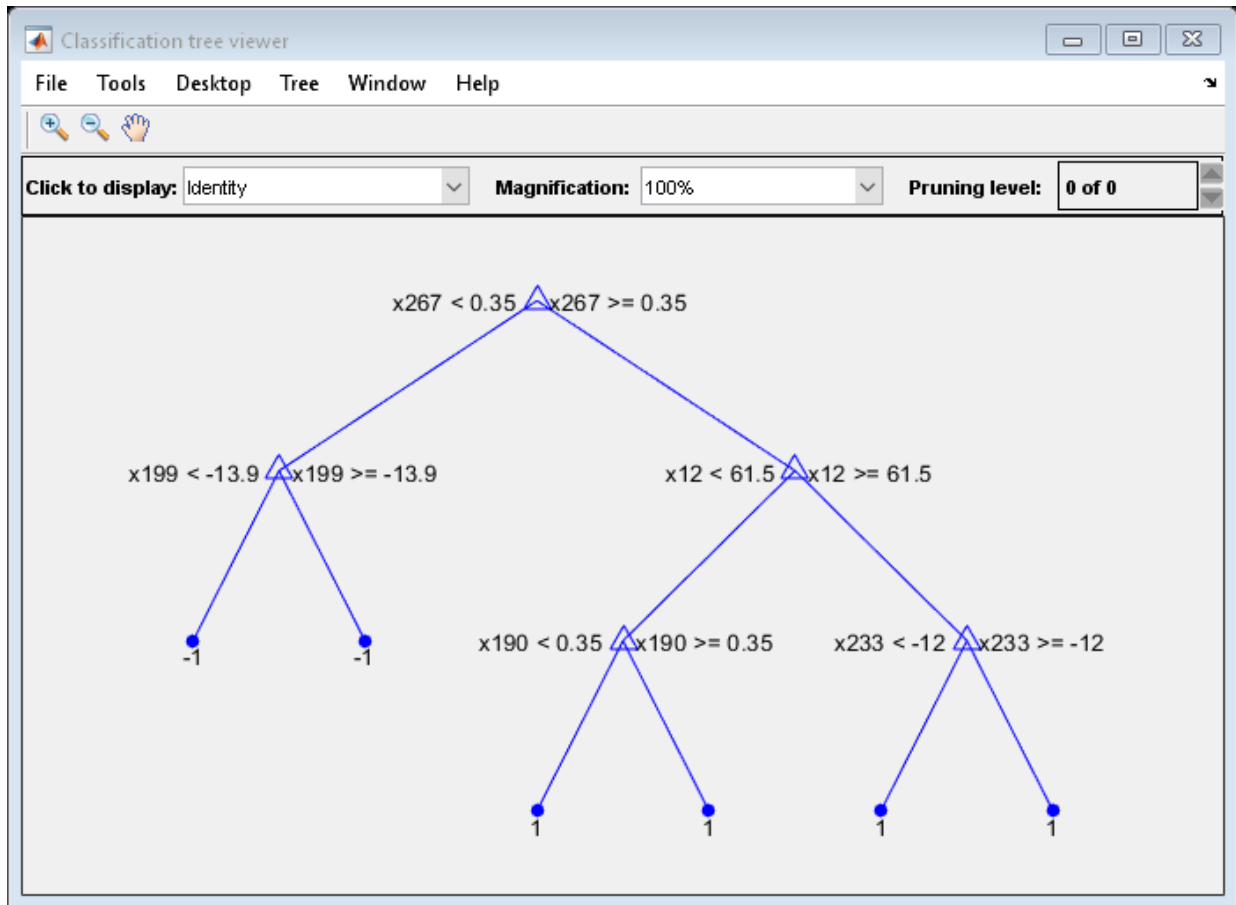 Classification tree viewer
File Tools Desktop Tree Window Help
Click to display: Identity Magnification: 100% Pruning level: 0 of 0
x267 < 0.35 x267 >= 0.35
x199 < -13.9 x199 >= -13.9 x12 < 61.5 x12 >= 61.5
x190 < 0.35 x190 >= 0.35 x233 < -12 x233 >= -12
-1 -1
1 1 1 1